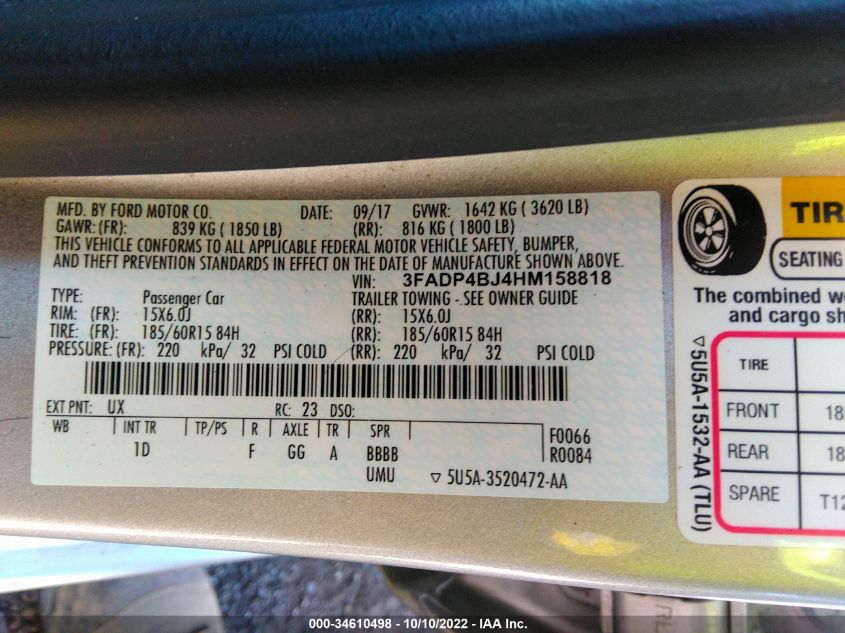 MFD. BY FORD MOTOR CO. DATE: 09/17 GVWR: 1642 KG ( 3620 LB)
GAWR: (FR): 839 KG ( 1850 LB) (RR): 816 KG ( 1800 LB)
THIS VEHICLE CONFORMS TO ALL APPLICABLE FEDERAL MOTOR VEHICLE SAFETY, BUMPER,
AND THEFT PREVENTION STANDARDS IN EFFECT ON THE DATE OF MANUFACTURE SHOWN ABOVE.
VIN: 3FADP4BJ4HM158818
TYPE: Passenger Car TRAILER TOWING - SEE OWNER GUIDE
RIM: (FR): 15X6.0J (RR): 15X6.0J
TIRE: (FR): 185/60R15 84H (RR): 185/60R15 84H
PRESSURE: (FR): 220 kPa/ 32 PSI COLD (RR): 220 kPa/ 32 PSI COLD
EXT PNT: UX RC: 23 DSO:
WB INT TR TP/PS R AXLE TR SPR F0066
1D F GG A BBBB R0084
UMU ▽ 5U5A-3520472-AA
TIR
SEATING
The combined w
and cargo sh
TIRE
FRONT 18
REAR 18
SPARE T12
▽5U5A-1532-AA (TLU)
000-34610498 - 10/10/2022 - IAA Inc.